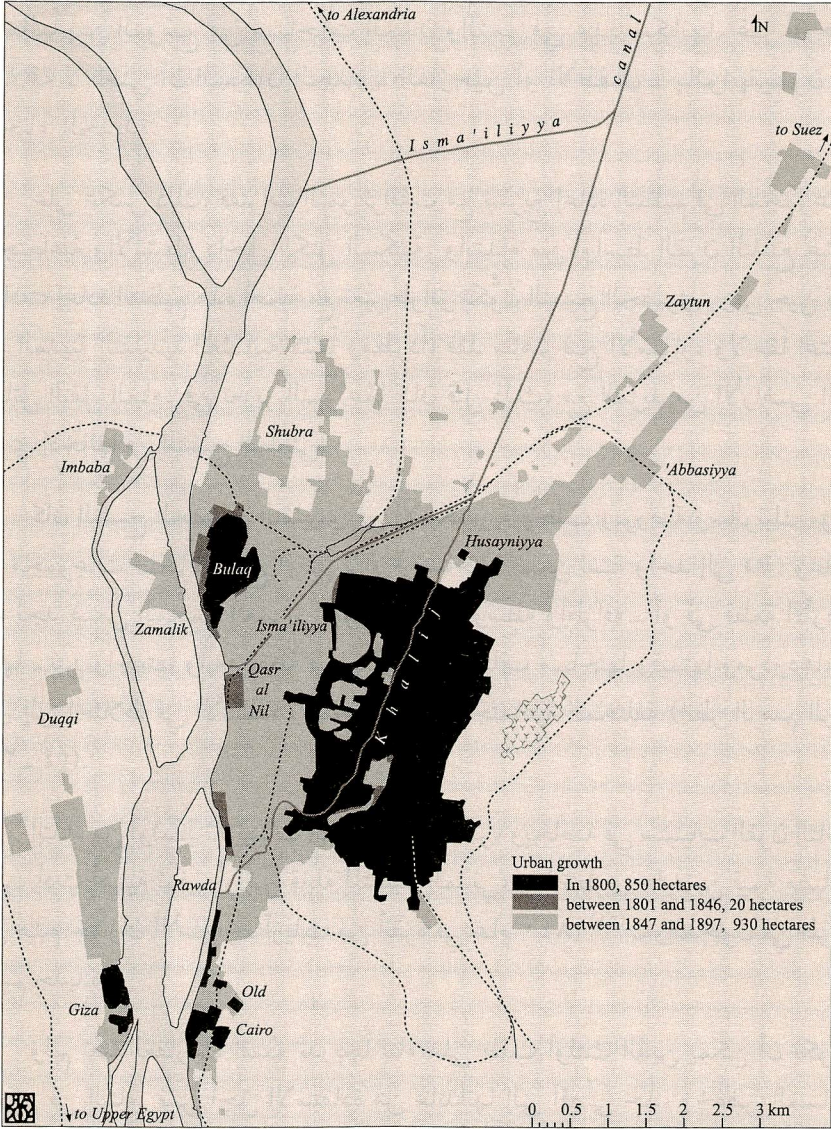 to Alexandria
N
canal
Isma'iliyya
to Suez
Zaytun
Shubra
Imbaba
'Abbasiyya
Husayniyya
Bulaq
Isma'iliyya
Zamalik
Qasr
al
Nil
Khalij
Duqqi
Urban growth
In 1800, 850 hectares
between 1801 and 1846, 20 hectares
between 1847 and 1897, 930 hectares
Rawda
Old
Cairo
Giza
to Upper Egypt
0 0.5 1 1.5 2 2.5 3 km